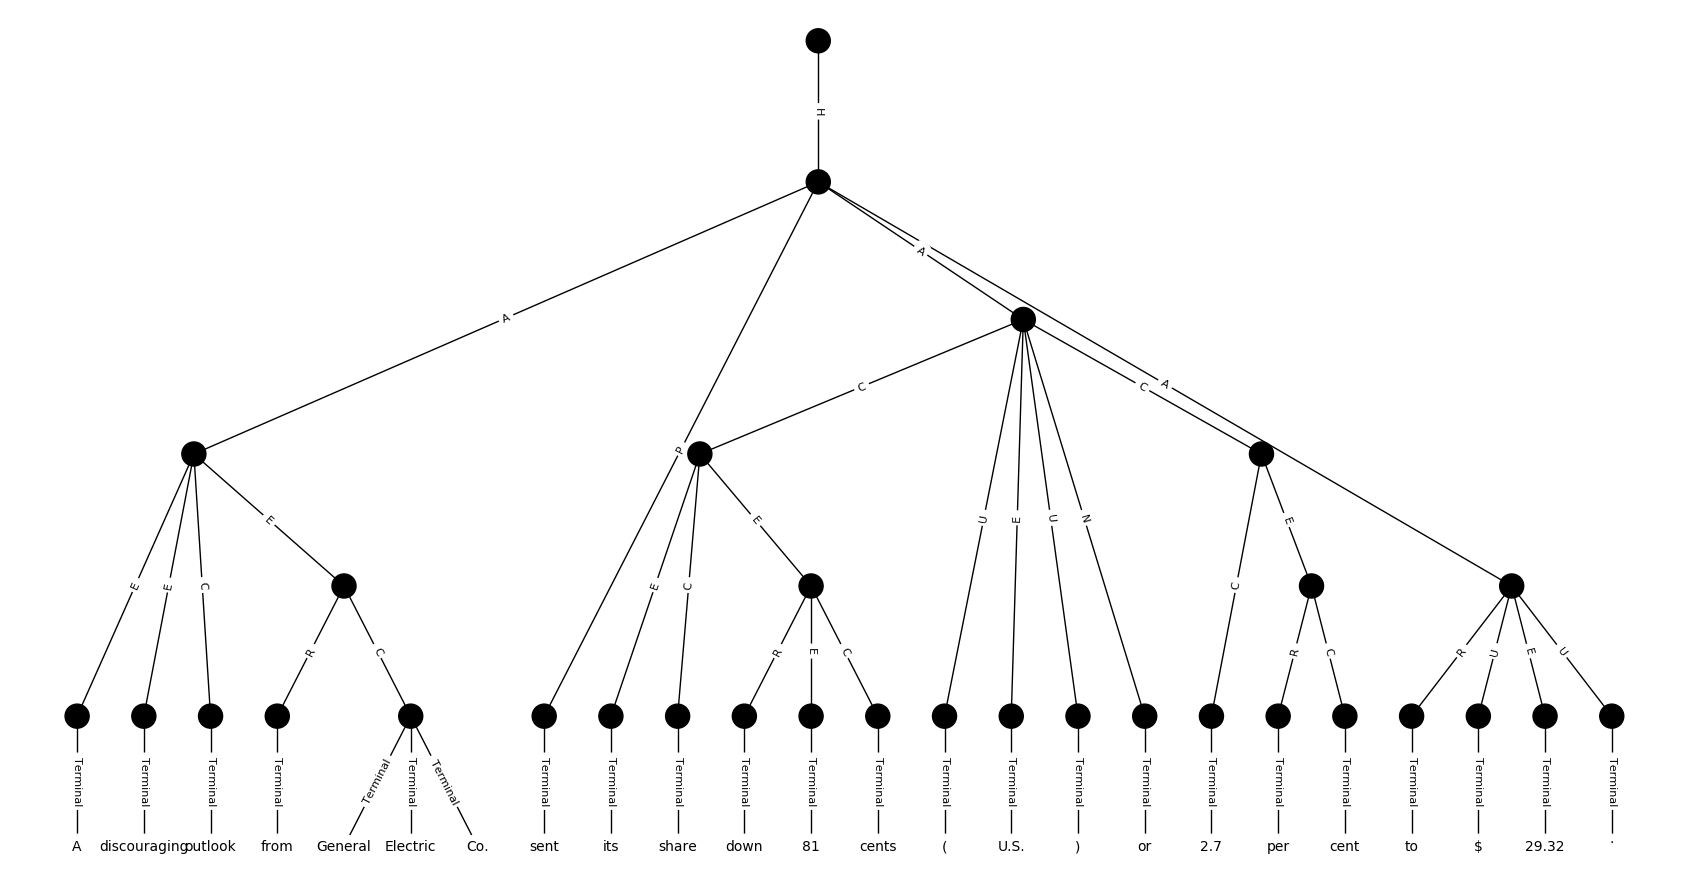 H
A
A
C
C
A
P
E
E
U
E
U
N
E
E
E
C
E
C
C
R
C
R
E
C
R
C
R
U
E
U
Terminal Terminal Terminal Terminal Terminal Terminal Terminal Terminal Terminal Terminal Terminal Terminal Terminal Terminal Terminal Terminal Terminal Terminal Terminal Terminal Terminal Terminal Terminal Terminal
A discouraging outlook from General Electric Co. sent its share down 81 cents ( U.S. ) or 2.7 per cent to $ 29.32 .